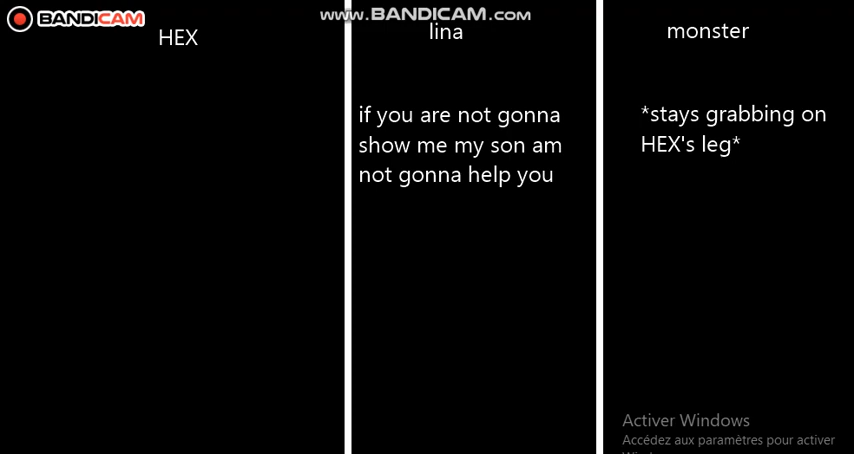 BANDICAM
www.BANDICAM.com
HEX
lina
monster
if you are not gonna
show me my son am
not gonna help you
*stays grabbing on
HEX's leg*
Activer Windows
Accédez aux paramètres pour activer